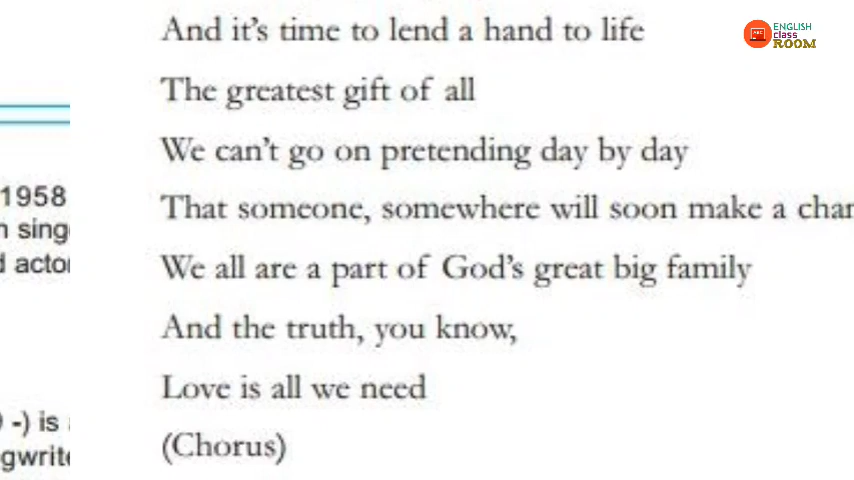 And it's time to lend a hand to life
The greatest gift of all
We can't go on pretending day by day
That someone, somewhere will soon make a
We all are a part of God's great big family
And the truth, you know,
Love is all we need
(Chorus)
1958
-) is
ENGLISH
class
ROOM